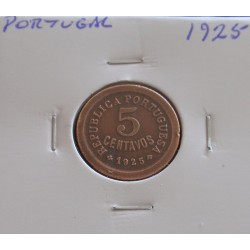 PORTUGAL 1925
REPUBLICA PORTUGUESA
5
CENTAVOS
* 1925 *